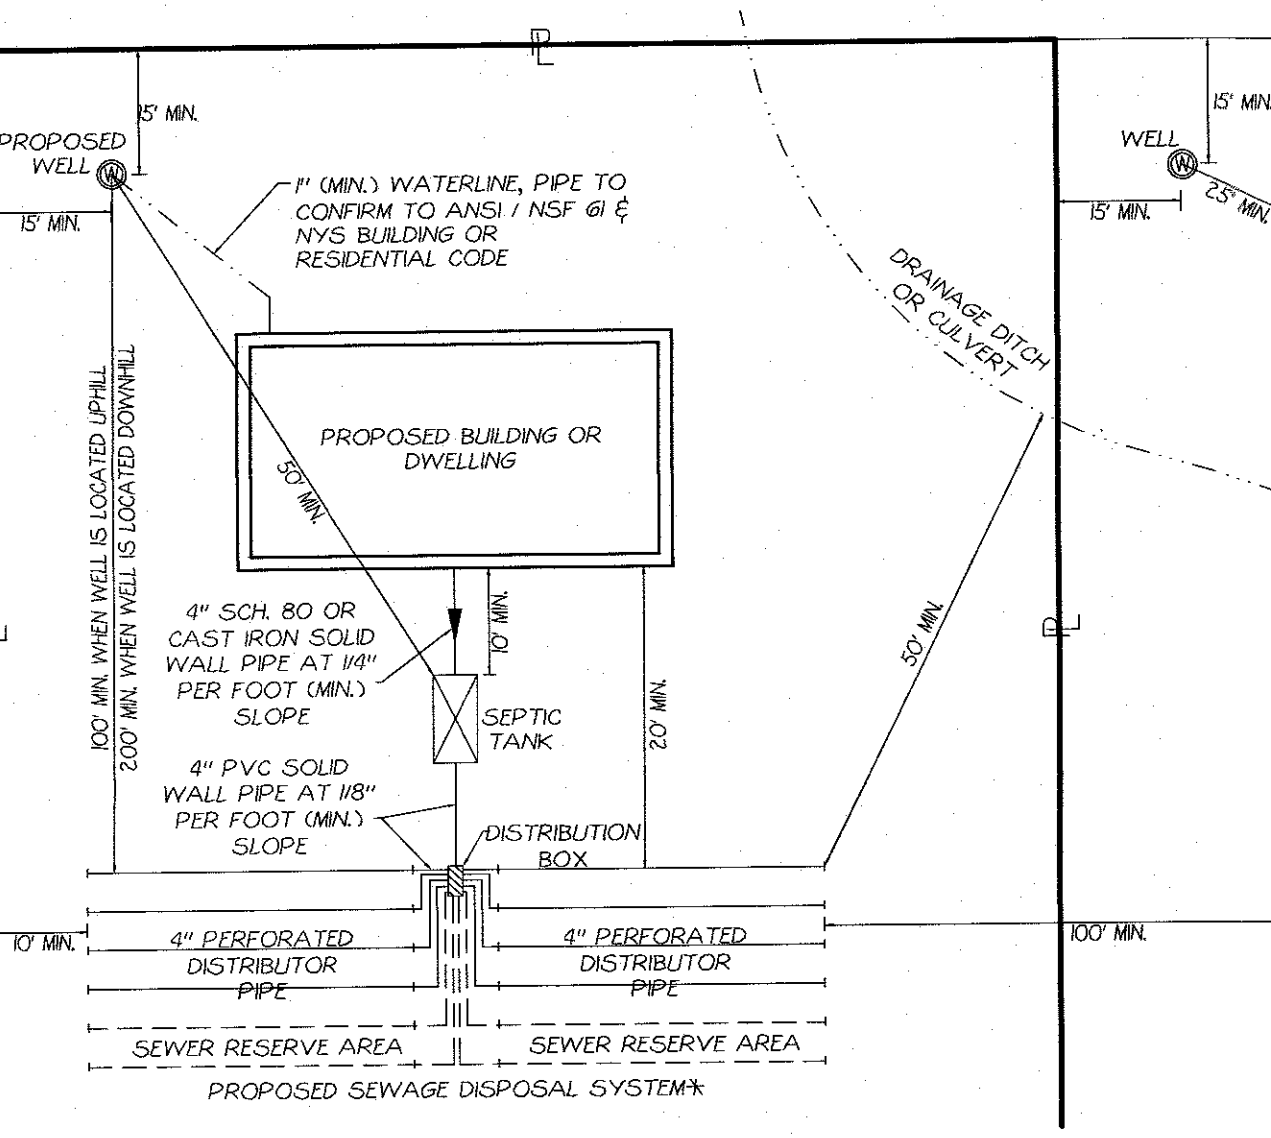 PL
15' MIN.
PROPOSED
WELL
W
15' MIN.
1" (MIN.) WATERLINE, PIPE TO
CONFIRM TO ANSI / NSF 61 &
NYS BUILDING OR
RESIDENTIAL CODE
15' MIN.
WELL
W
25' MIN.
15' MIN.
DRAINAGE DITCH
OR CULVERT
100' MIN. WHEN WELL IS LOCATED UPHILL
200' MIN. WHEN WELL IS LOCATED DOWNHILL
50' MIN.
PROPOSED BUILDING OR
DWELLING
4" SCH. 80 OR
CAST IRON SOLID
WALL PIPE AT 1/4"
PER FOOT (MIN.)
SLOPE
10' MIN.
SEPTIC
TANK
20' MIN.
50' MIN.
PL
4" PVC SOLID
WALL PIPE AT 1/8"
PER FOOT (MIN.)
SLOPE
DISTRIBUTION
BOX
10' MIN.
4" PERFORATED
DISTRIBUTOR
PIPE
4" PERFORATED
DISTRIBUTOR
PIPE
100' MIN.
SEWER RESERVE AREA
SEWER RESERVE AREA
PROPOSED SEWAGE DISPOSAL SYSTEM*